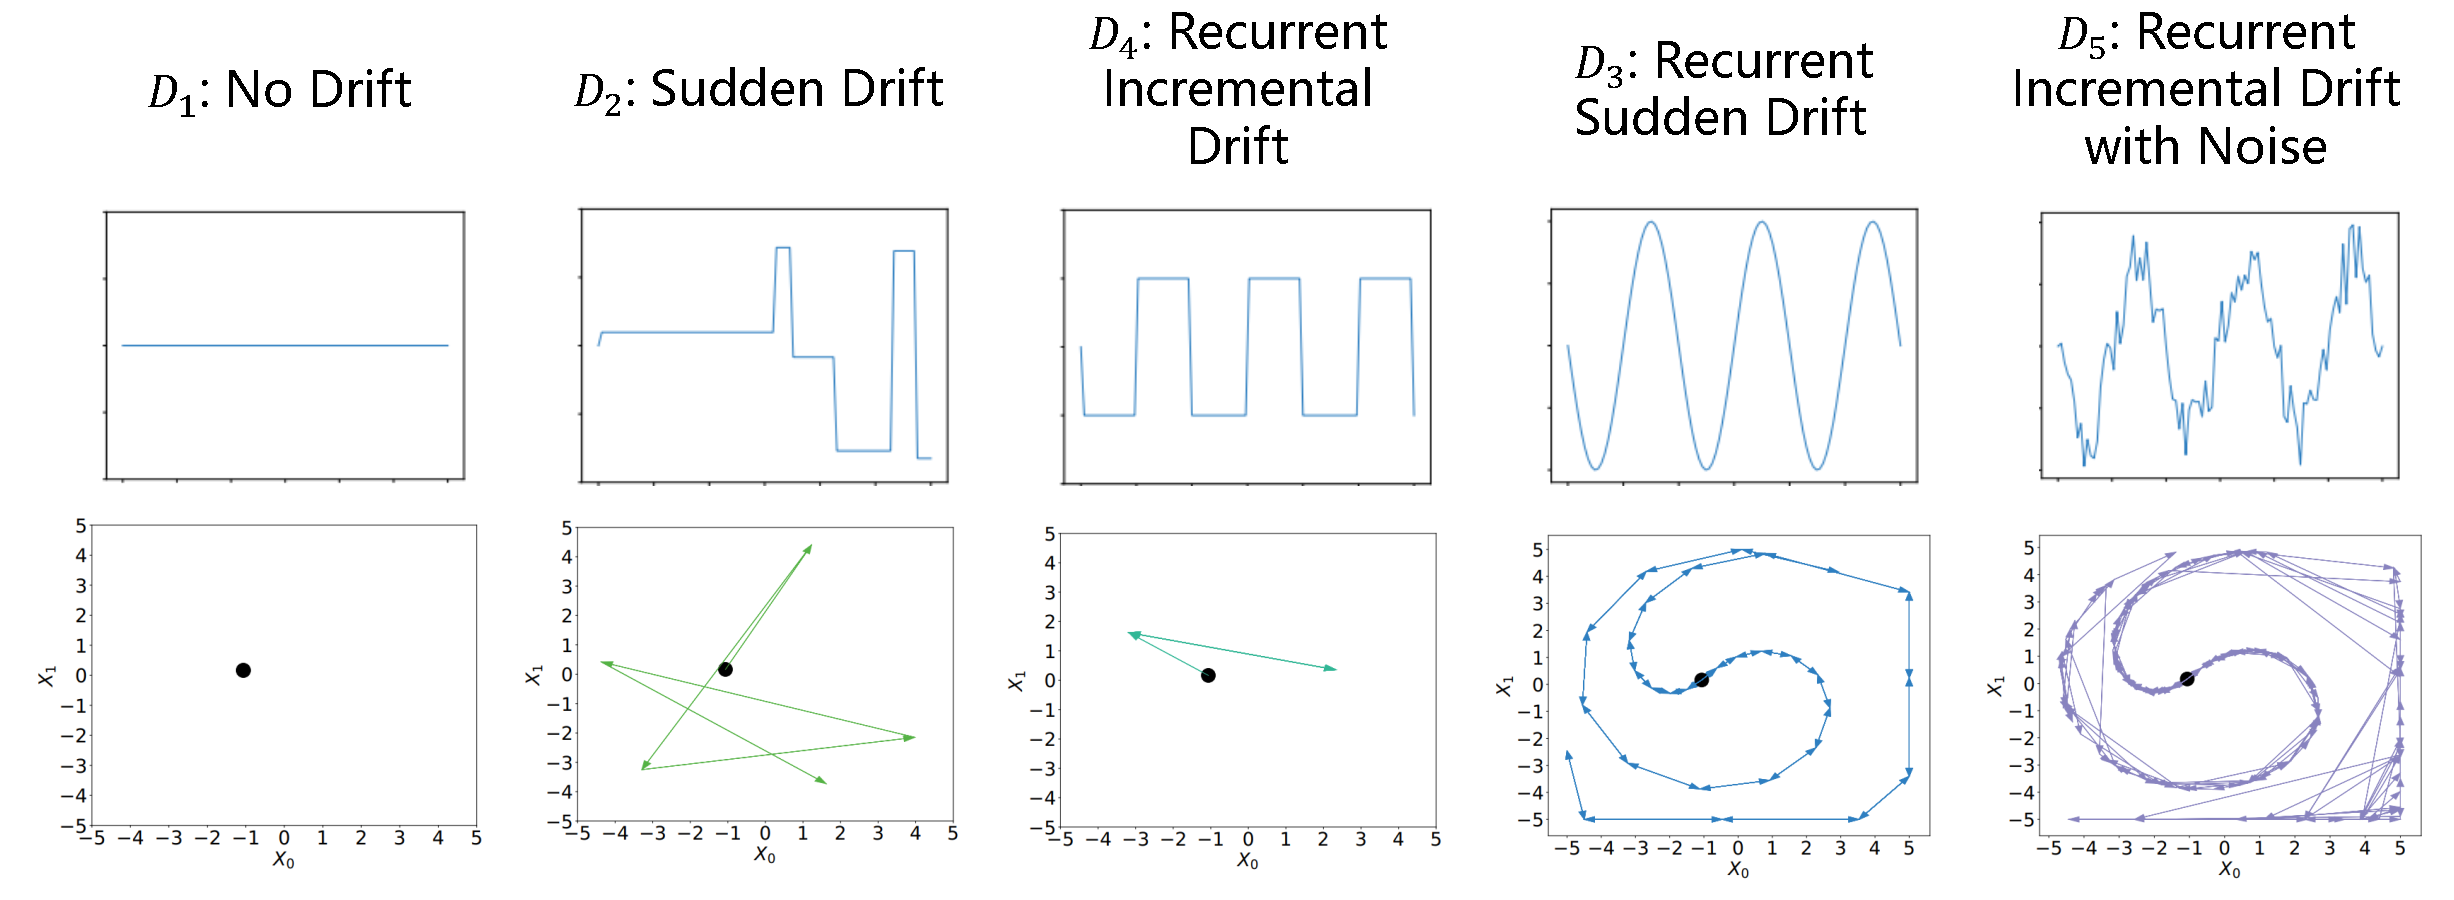 D₁: No Drift
D₂: Sudden Drift
D₄: Recurrent
Incremental
Drift
D₃: Recurrent
Sudden Drift
D₅: Recurrent
Incremental Drift
with Noise
5
4
3
2
1
0
−1
−2
−3
−4
−5
X₁
−5 −4 −3 −2 −1 0 1 2 3 4 5
X₀
5
4
3
2
1
0
−1
−2
−3
−4
−5
X₁
−5 −4 −3 −2 −1 0 1 2 3 4 5
X₀
5
4
3
2
1
0
−1
−2
−3
−4
−5
X₁
−5 −4 −3 −2 −1 0 1 2 3 4 5
X₀
5
4
3
2
1
0
−1
−2
−3
−4
−5
X₁
−5 −4 −3 −2 −1 0 1 2 3 4 5
X₀
5
4
3
2
1
0
−1
−2
−3
−4
−5
X₁
−5 −4 −3 −2 −1 0 1 2 3 4 5
X₀